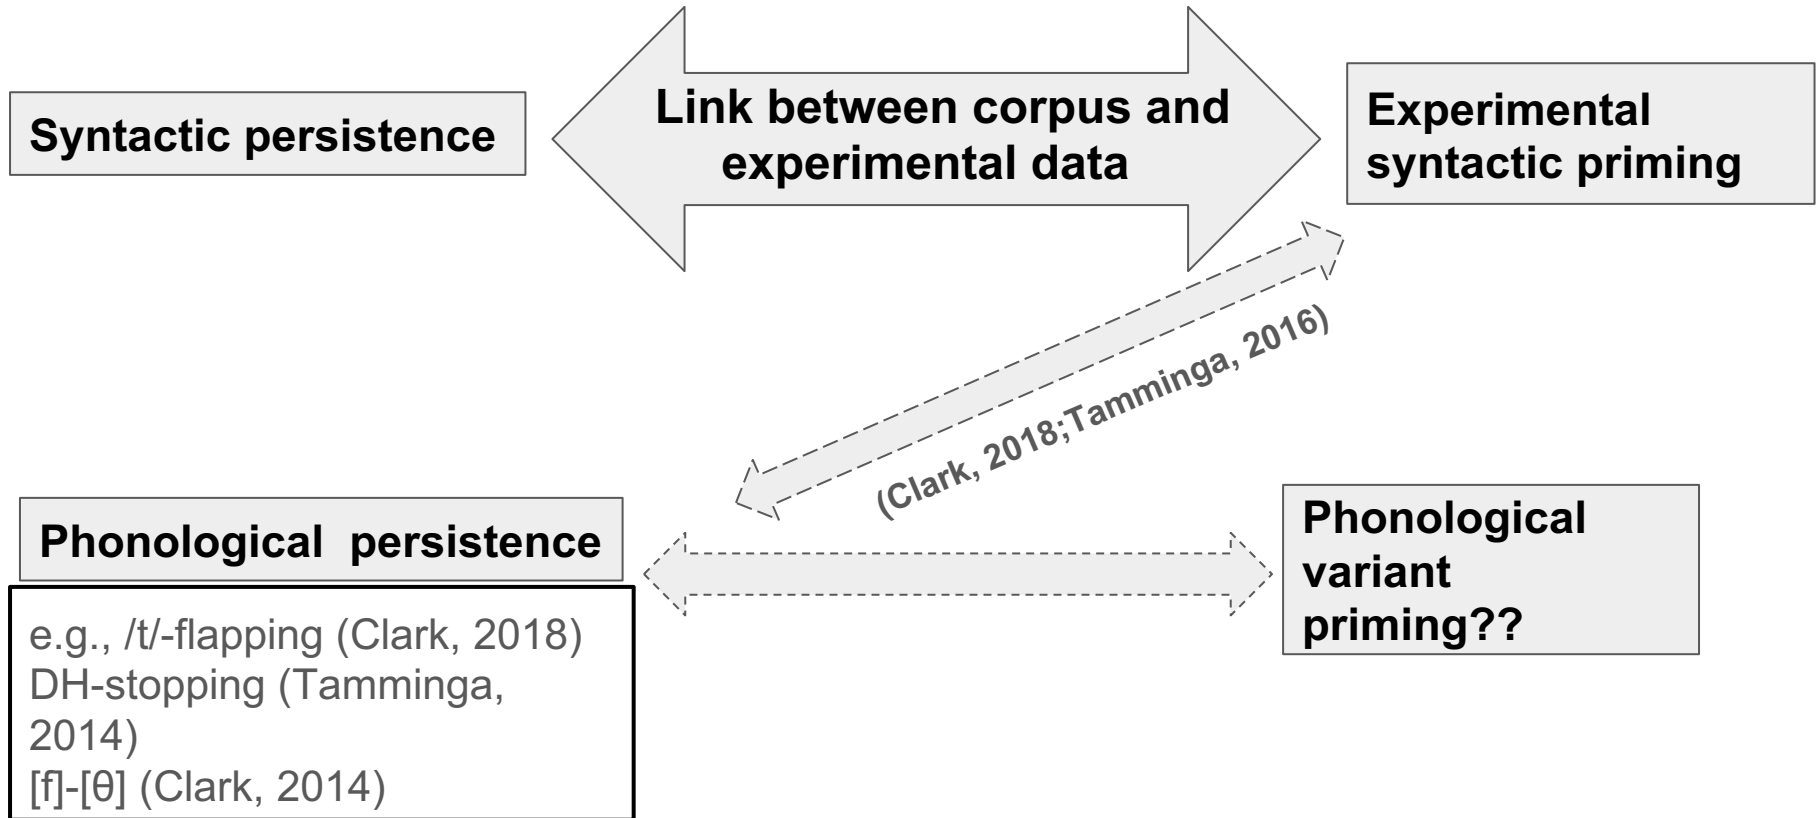 Syntactic persistence
Link between corpus and
experimental data
Experimental
syntactic priming
(Clark, 2018;Tamminga, 2016)
Phonological  persistence
e.g., /t/-flapping (Clark, 2018)
DH-stopping (Tamminga,
2014)
[f]-[θ] (Clark, 2014)
Phonological
variant
priming??